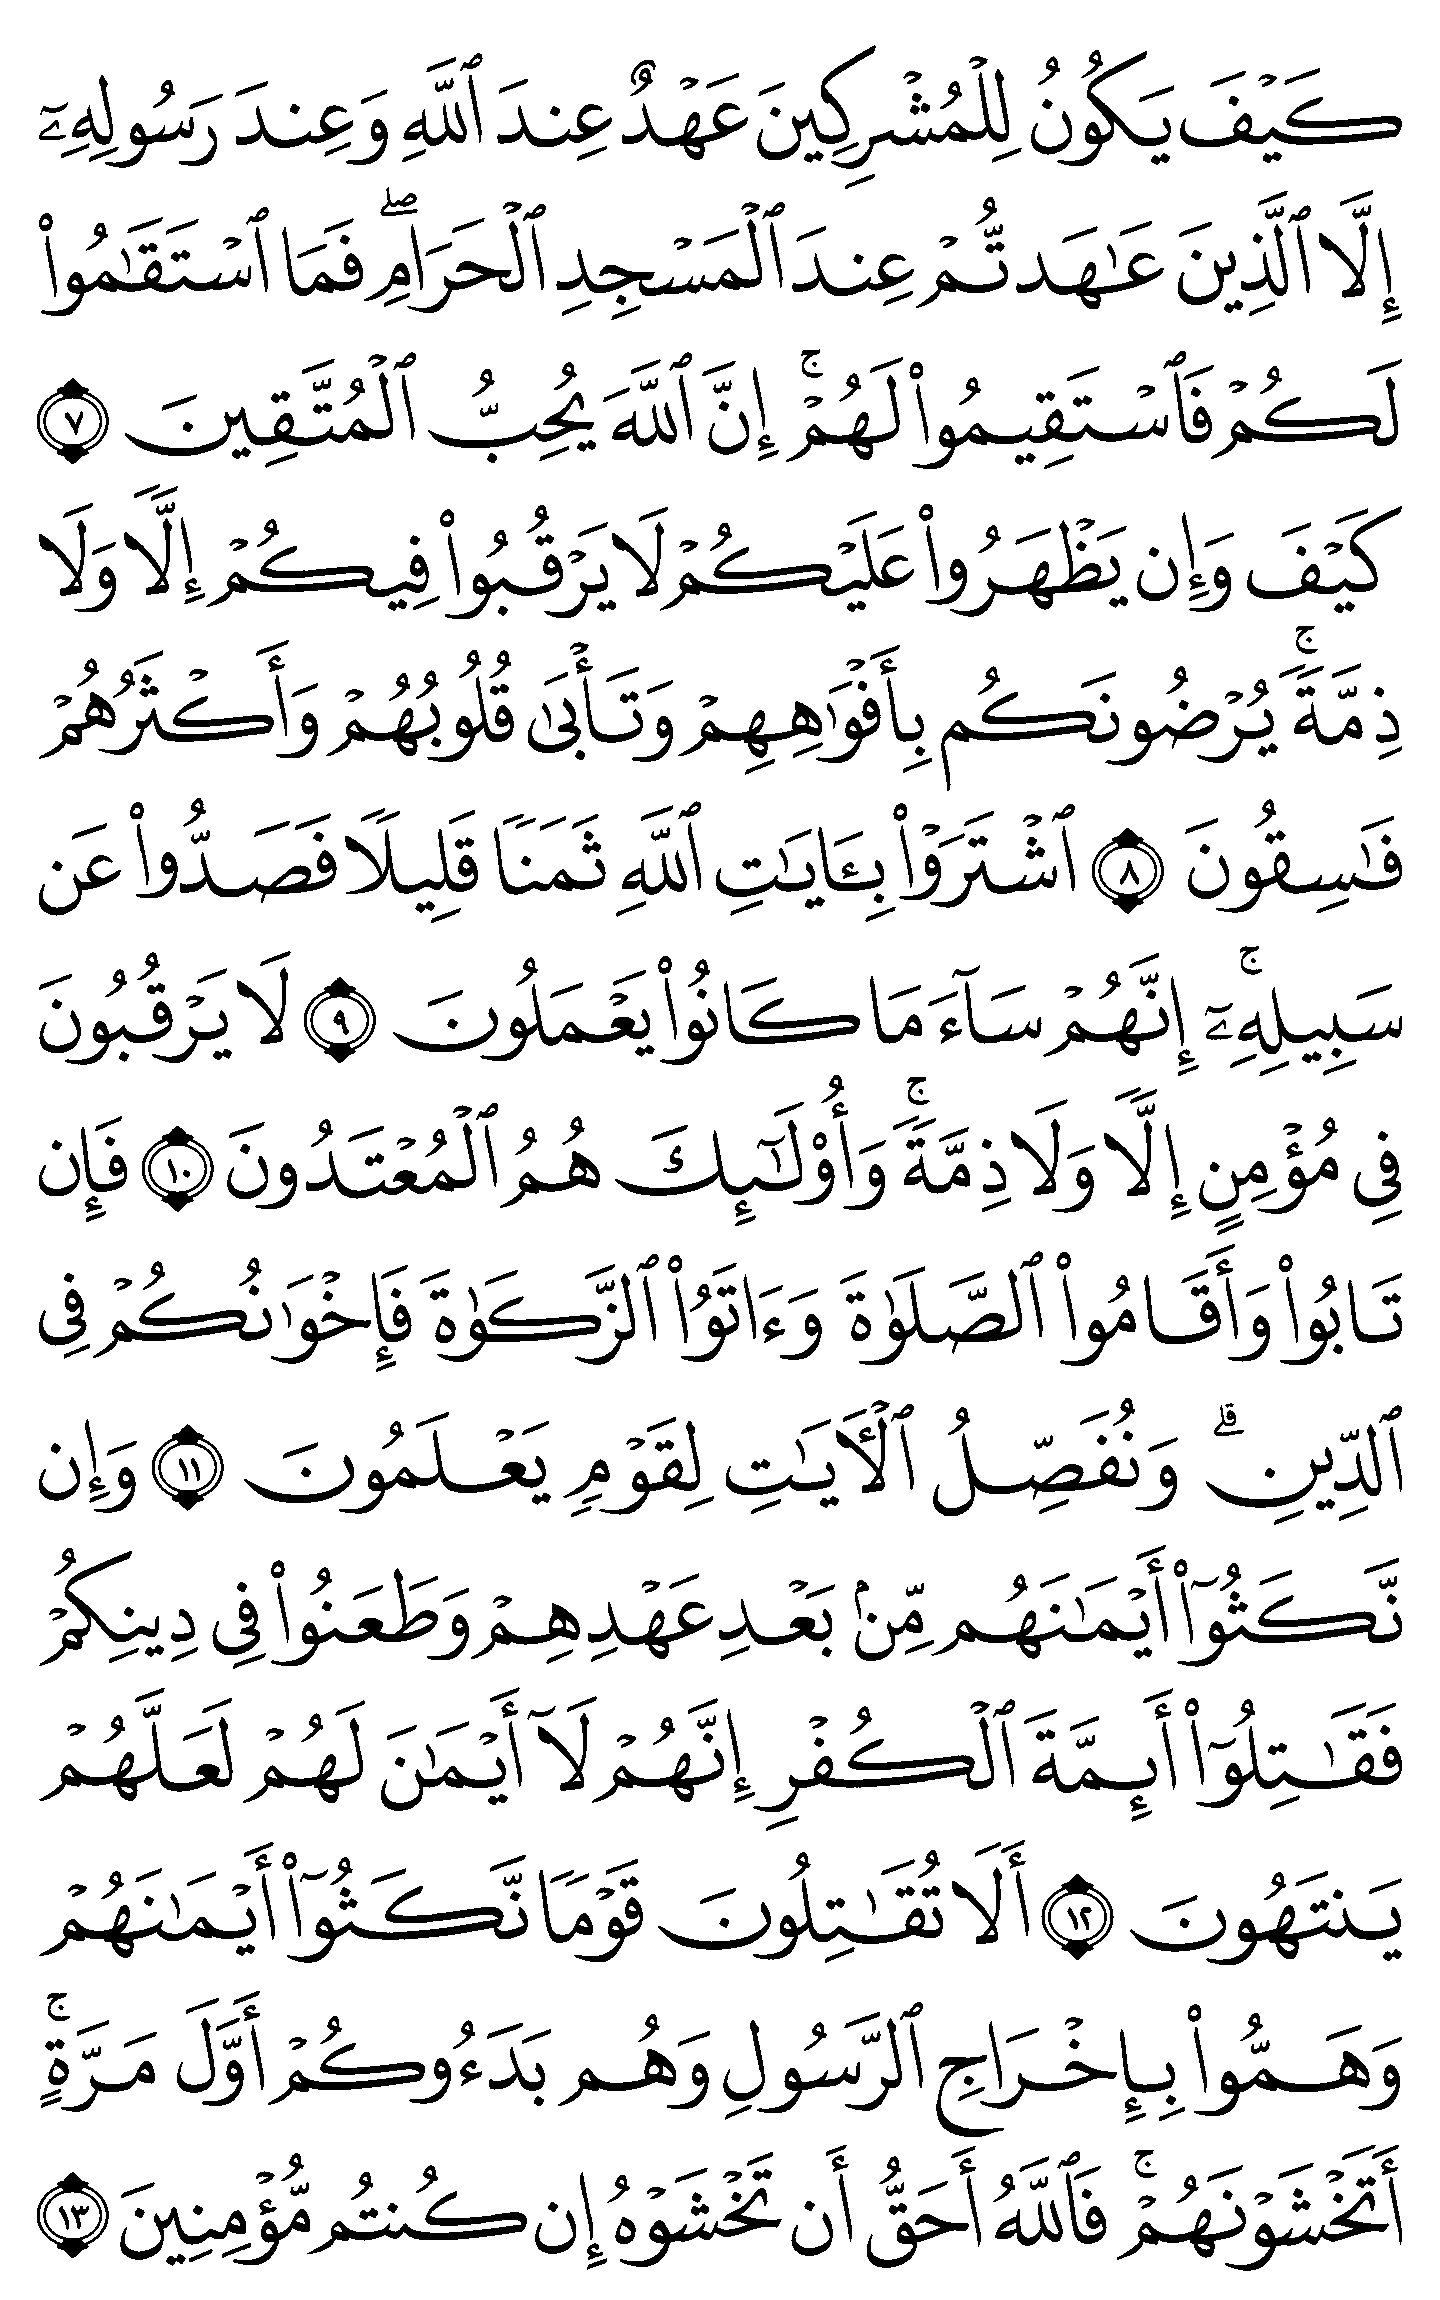 كَيۡفَ يَكُونُ لِلۡمُشۡرِكِينَ عَهۡدٌ عِندَ ٱللَّهِ وَعِندَ رَسُولِهِۦٓ
إِلَّا ٱلَّذِينَ عَٰهَدتُّمۡ عِندَ ٱلۡمَسۡجِدِ ٱلۡحَرَامِۖ فَمَا ٱسۡتَقَٰمُواْ
لَكُمۡ فَٱسۡتَقِيمُواْ لَهُمۡۚ إِنَّ ٱللَّهَ يُحِبُّ ٱلۡمُتَّقِينَ ٧
كَيۡفَ وَإِن يَظۡهَرُواْ عَلَيۡكُمۡ لَا يَرۡقُبُواْ فِيكُمۡ إِلّٗا وَلَا
ذِمَّةٗۚ يُرۡضُونَكُم بِأَفۡوَٰهِهِمۡ وَتَأۡبَىٰ قُلُوبُهُمۡ وَأَكۡثَرُهُمۡ
فَٰسِقُونَ ٨ ٱشۡتَرَوۡاْ بِـَٔايَٰتِ ٱللَّهِ ثَمَنٗا قَلِيلٗا فَصَدُّواْ عَن
سَبِيلِهِۦٓۚ إِنَّهُمۡ سَآءَ مَا كَانُواْ يَعۡمَلُونَ ٩ لَا يَرۡقُبُونَ
فِي مُؤۡمِنٍ إِلّٗا وَلَا ذِمَّةٗۚ وَأُوْلَٰٓئِكَ هُمُ ٱلۡمُعۡتَدُونَ ١٠ فَإِن
تَابُواْ وَأَقَامُواْ ٱلصَّلَوٰةَ وَءَاتَوُاْ ٱلزَّكَوٰةَ فَإِخۡوَٰنُكُمۡ فِي
ٱلدِّينِۗ وَنُفَصِّلُ ٱلۡأٓيَٰتِ لِقَوۡمٖ يَعۡلَمُونَ ١١ وَإِن
نَّكَثُوٓاْ أَيۡمَٰنَهُم مِّنۢ بَعۡدِ عَهۡدِهِمۡ وَطَعَنُواْ فِي دِينِكُمۡ
فَقَٰتِلُوٓاْ أَئِمَّةَ ٱلۡكُفۡرِ إِنَّهُمۡ لَآ أَيۡمَٰنَ لَهُمۡ لَعَلَّهُمۡ
يَنتَهُونَ ١٢ أَلَا تُقَٰتِلُونَ قَوۡمٗا نَّكَثُوٓاْ أَيۡمَٰنَهُمۡ
وَهَمُّواْ بِإِخۡرَاجِ ٱلرَّسُولِ وَهُم بَدَءُوكُمۡ أَوَّلَ مَرَّةٍۚ
أَتَخۡشَوۡنَهُمۡۚ فَٱللَّهُ أَحَقُّ أَن تَخۡشَوۡهُ إِن كُنتُم مُّؤۡمِنِينَ ١٣